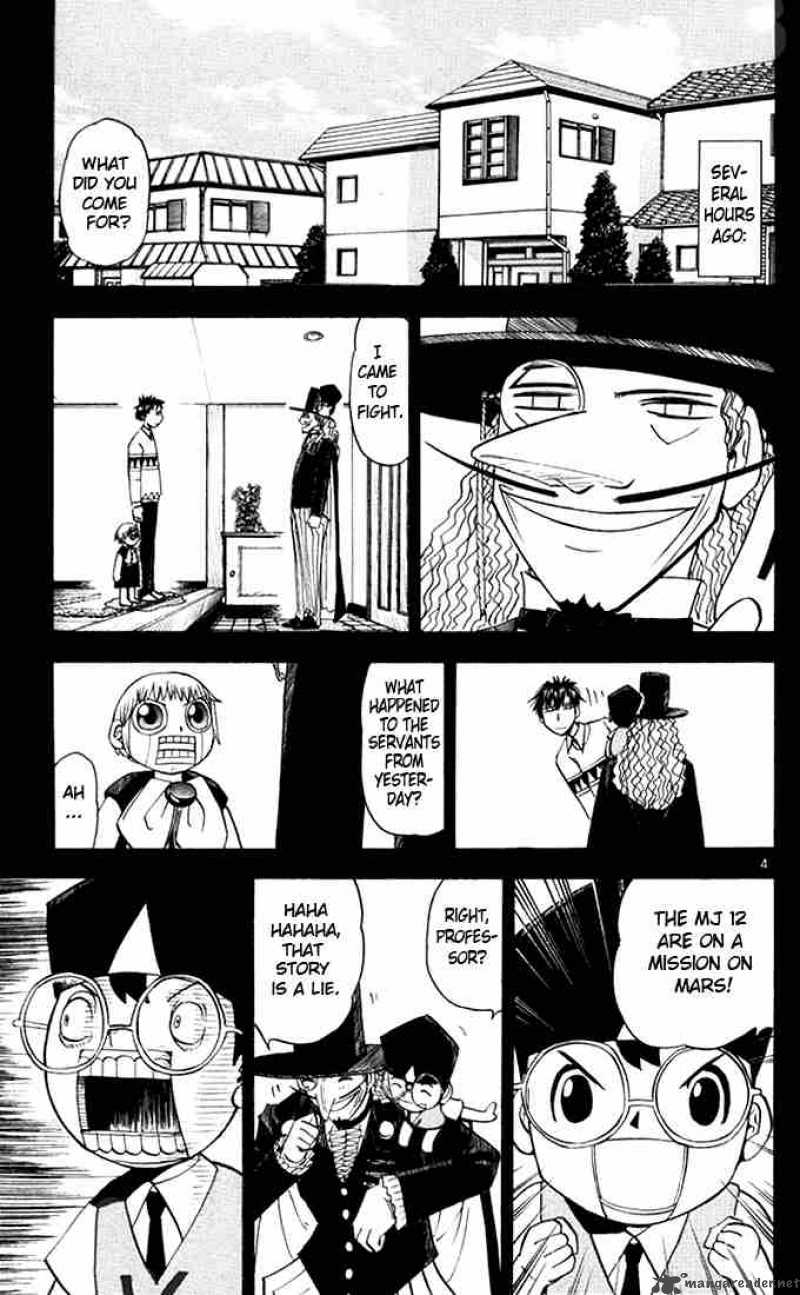 SEV-
ERAL
HOURS
AGO:
WHAT
DID YOU
COME
FOR?
I
CAME
TO
FIGHT.
WHAT
HAPPENED
TO THE
SERVANTS
FROM
YESTER-
DAY?
AH
...
4
THE MJ 12
ARE ON A
MISSION ON
MARS!
RIGHT,
PROFES-
SOR?
HAHA
HAHAHA,
THAT
STORY
IS A LIE.
Y
mangareader.net